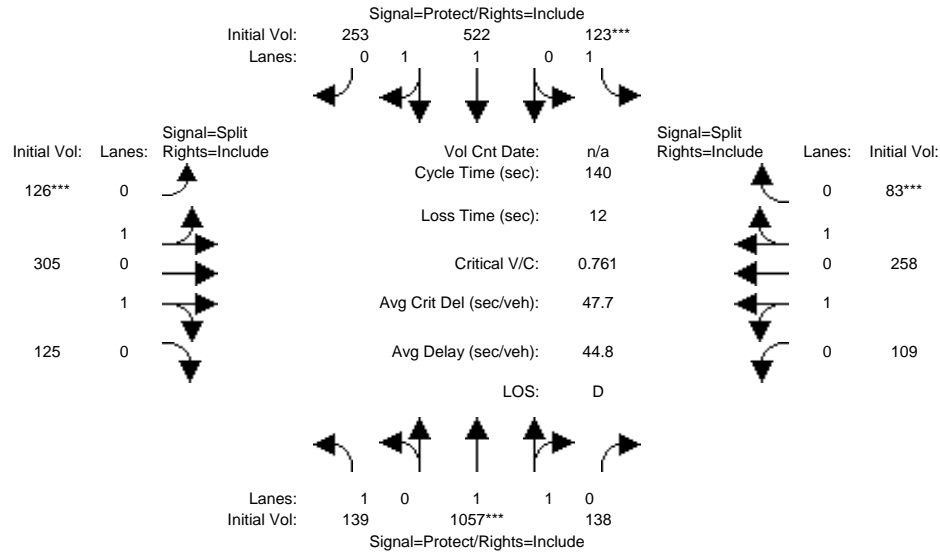 Signal=Protect/Rights=Include
Initial Vol: 253 522 123***
Lanes: 0 1 1 0 1
Signal=Split
Rights=Include
Initial Vol: Lanes:
Vol Cnt Date: n/a
Signal=Split
Rights=Include
Lanes: Initial Vol:
Cycle Time (sec): 140
126*** 0
0 83***
Loss Time (sec): 12
1
1
305 0
Critical V/C: 0.761
0 258
1
Avg Crit Del (sec/veh): 47.7
1
125 0
Avg Delay (sec/veh): 44.8
0 109
LOS: D
Lanes: 1 0 1 1 0
Initial Vol: 139 1057*** 138
Signal=Protect/Rights=Include